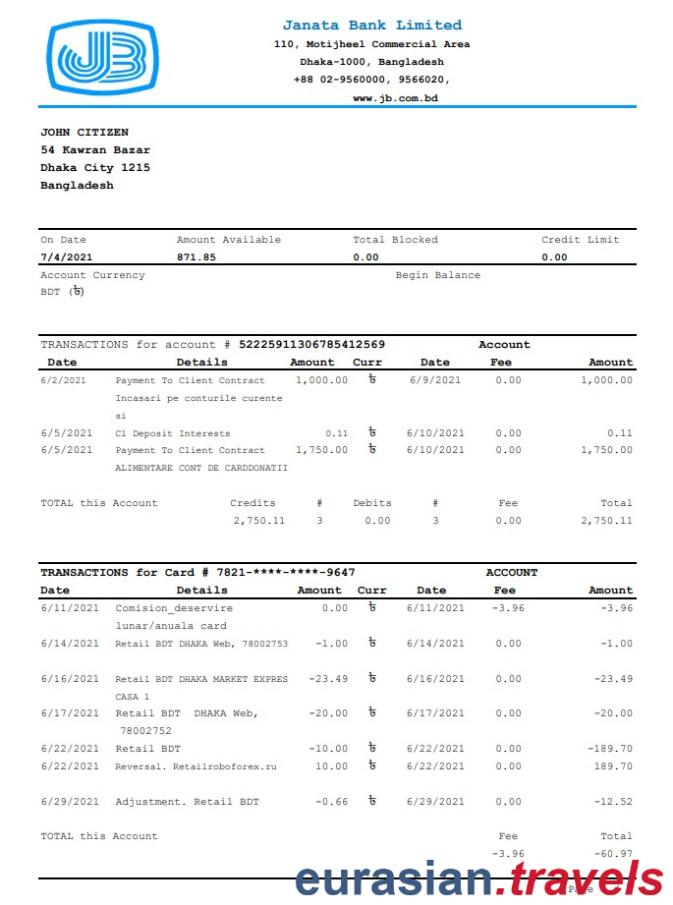 JB
Janata Bank Limited
110, Motijheel Commercial Area
Dhaka-1000, Bangladesh
+88 02-9560000, 9566020,
www.jb.com.bd
JOHN CITIZEN
54 Kawran Bazar
Dhaka City 1215
Bangladesh
On Date Amount Available Total Blocked Credit Limit
7/4/2021 871.85 0.00 0.00
Account Currency Begin Balance
BDT (৳)
TRANSACTIONS for account # 52225911306785412569 Account
Date Details Amount Curr Date Fee Amount
6/2/2021 Payment To Client Contract 1,000.00 ৳ 6/9/2021 0.00 1,000.00
Incasari pe conturile curente
si
6/5/2021 Cl Deposit Interests 0.11 ৳ 6/10/2021 0.00 0.11
6/5/2021 Payment To Client Contract 1,750.00 ৳ 6/10/2021 0.00 1,750.00
ALIMENTARE CONT DE CARDDONATII
TOTAL this Account Credits # Debits # Fee Total
2,750.11 3 0.00 3 0.00 2,750.11
TRANSACTIONS for Card # 7821-****-****-9647 ACCOUNT
Date Details Amount Curr Date Fee Amount
6/11/2021 Comision_deservire 0.00 ৳ 6/11/2021 -3.96 -3.96
lunar/anuala card
6/14/2021 Retail BDT DHAKA Web, 78002753 -1.00 ৳ 6/14/2021 0.00 -1.00
6/16/2021 Retail BDT DHAKA MARKET EXPRES -23.49 ৳ 6/16/2021 0.00 -23.49
CASA 1
6/17/2021 Retail BDT DHAKA Web, -20.00 ৳ 6/17/2021 0.00 -20.00
78002752
6/22/2021 Retail BDT -10.00 ৳ 6/22/2021 0.00 -189.70
6/22/2021 Reversal. Retailroboforex.ru 10.00 ৳ 6/22/2021 0.00 189.70
6/29/2021 Adjustment. Retail BDT -0.66 ৳ 6/29/2021 0.00 -12.52
TOTAL this Account Fee Total
-3.96 -60.97
eurasian.travels